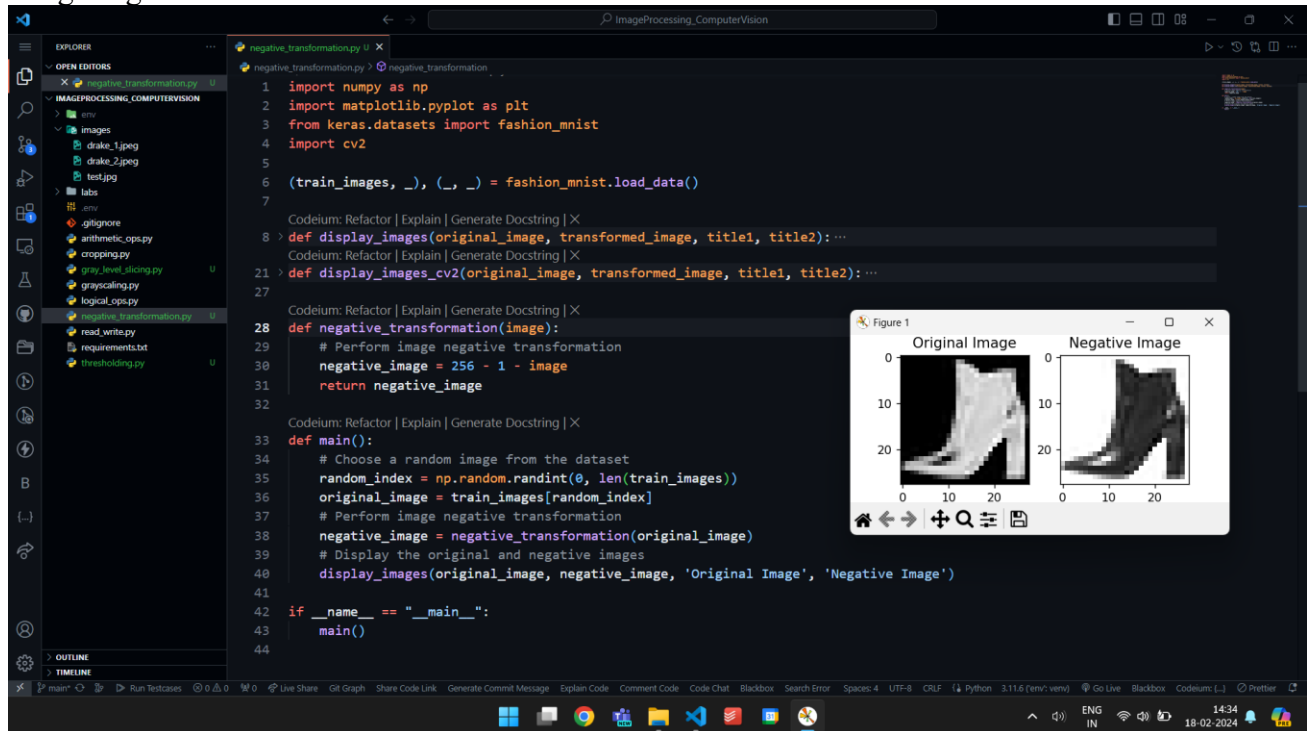 ImageProcessing_ComputerVision
EXPLORER
OPEN EDITORS
negative_transformation.py U
IMAGEPROCESSING_COMPUTERVISION
env
images
drake_1.jpeg
drake_2.jpeg
test.jpg
labs
.env
.gitignore
arithmetic_ops.py
cropping.py
gray_level_slicing.py U
grayscaling.py
logical_ops.py
negative_transformation.py U
read_write.py
requirements.txt
thresholding.py U
OUTLINE
TIMELINE
negative_transformation.py U
negative_transformation.py > negative_transformation
1 import numpy as np
2 import matplotlib.pyplot as plt
3 from keras.datasets import fashion_mnist
4 import cv2
5
6 (train_images, _), (_, _) = fashion_mnist.load_data()
7
Codeium: Refactor | Explain | Generate Docstring | X
8 > def display_images(original_image, transformed_image, title1, title2): ...
Codeium: Refactor | Explain | Generate Docstring | X
21 > def display_images_cv2(original_image, transformed_image, title1, title2): ...
27
Codeium: Refactor | Explain | Generate Docstring | X
28 def negative_transformation(image):
29 # Perform image negative transformation
30 negative_image = 256 - 1 - image
31 return negative_image
32
Codeium: Refactor | Explain | Generate Docstring | X
33 def main():
34 # Choose a random image from the dataset
35 random_index = np.random.randint(0, len(train_images))
36 original_image = train_images[random_index]
37 # Perform image negative transformation
38 negative_image = negative_transformation(original_image)
39 # Display the original and negative images
40 display_images(original_image, negative_image, 'Original Image', 'Negative Image')
41
42 if __name__ == "__main__":
43 main()
44
Figure 1
Original Image Negative Image
0 0
10 10
20 20
0 10 20 0 10 20
main* Run Testcases 0 0 0 Live Share Git Graph Share Code Link Generate Commit Message Explain Code Comment Code Code Chat Blackbox Search Error Spaces: 4 UTF-8 CRLF Python 3.11.6 ('env': venv) Go Live Blackbox Codeium: {...} Prettier
ENG
IN
14:34
18-02-2024